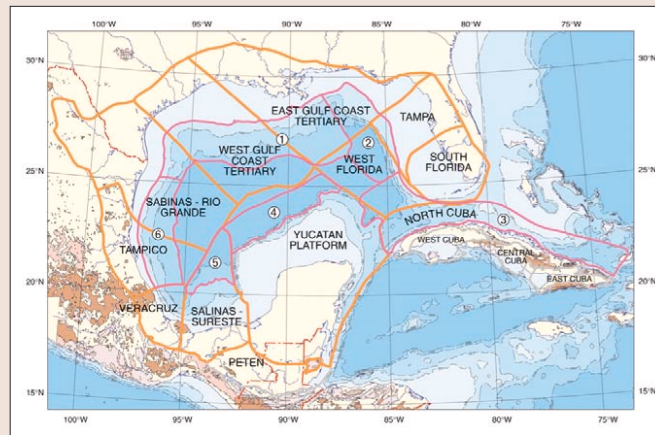 100°W 95°W 90°W 85°W 80°W 75°W
30°N 30°N
EAST GULF COAST
TERTIARY
TAMPA
①
②
WEST GULF
COAST
TERTIARY
WEST
FLORIDA
SOUTH
FLORIDA
25°N 25°N
SABINAS - RIO
GRANDE
④
NORTH CUBA
③
⑥
YUCATAN
PLATFORM
WEST CUBA
TAMPICO
CENTRAL
CUBA
⑤
20°N 20°N
EAST CUBA
VERACRUZ
SALINAS -
SURESTE
PETEN
15°N 15°N
100°W 95°W 90°W 85°W 80°W 75°W